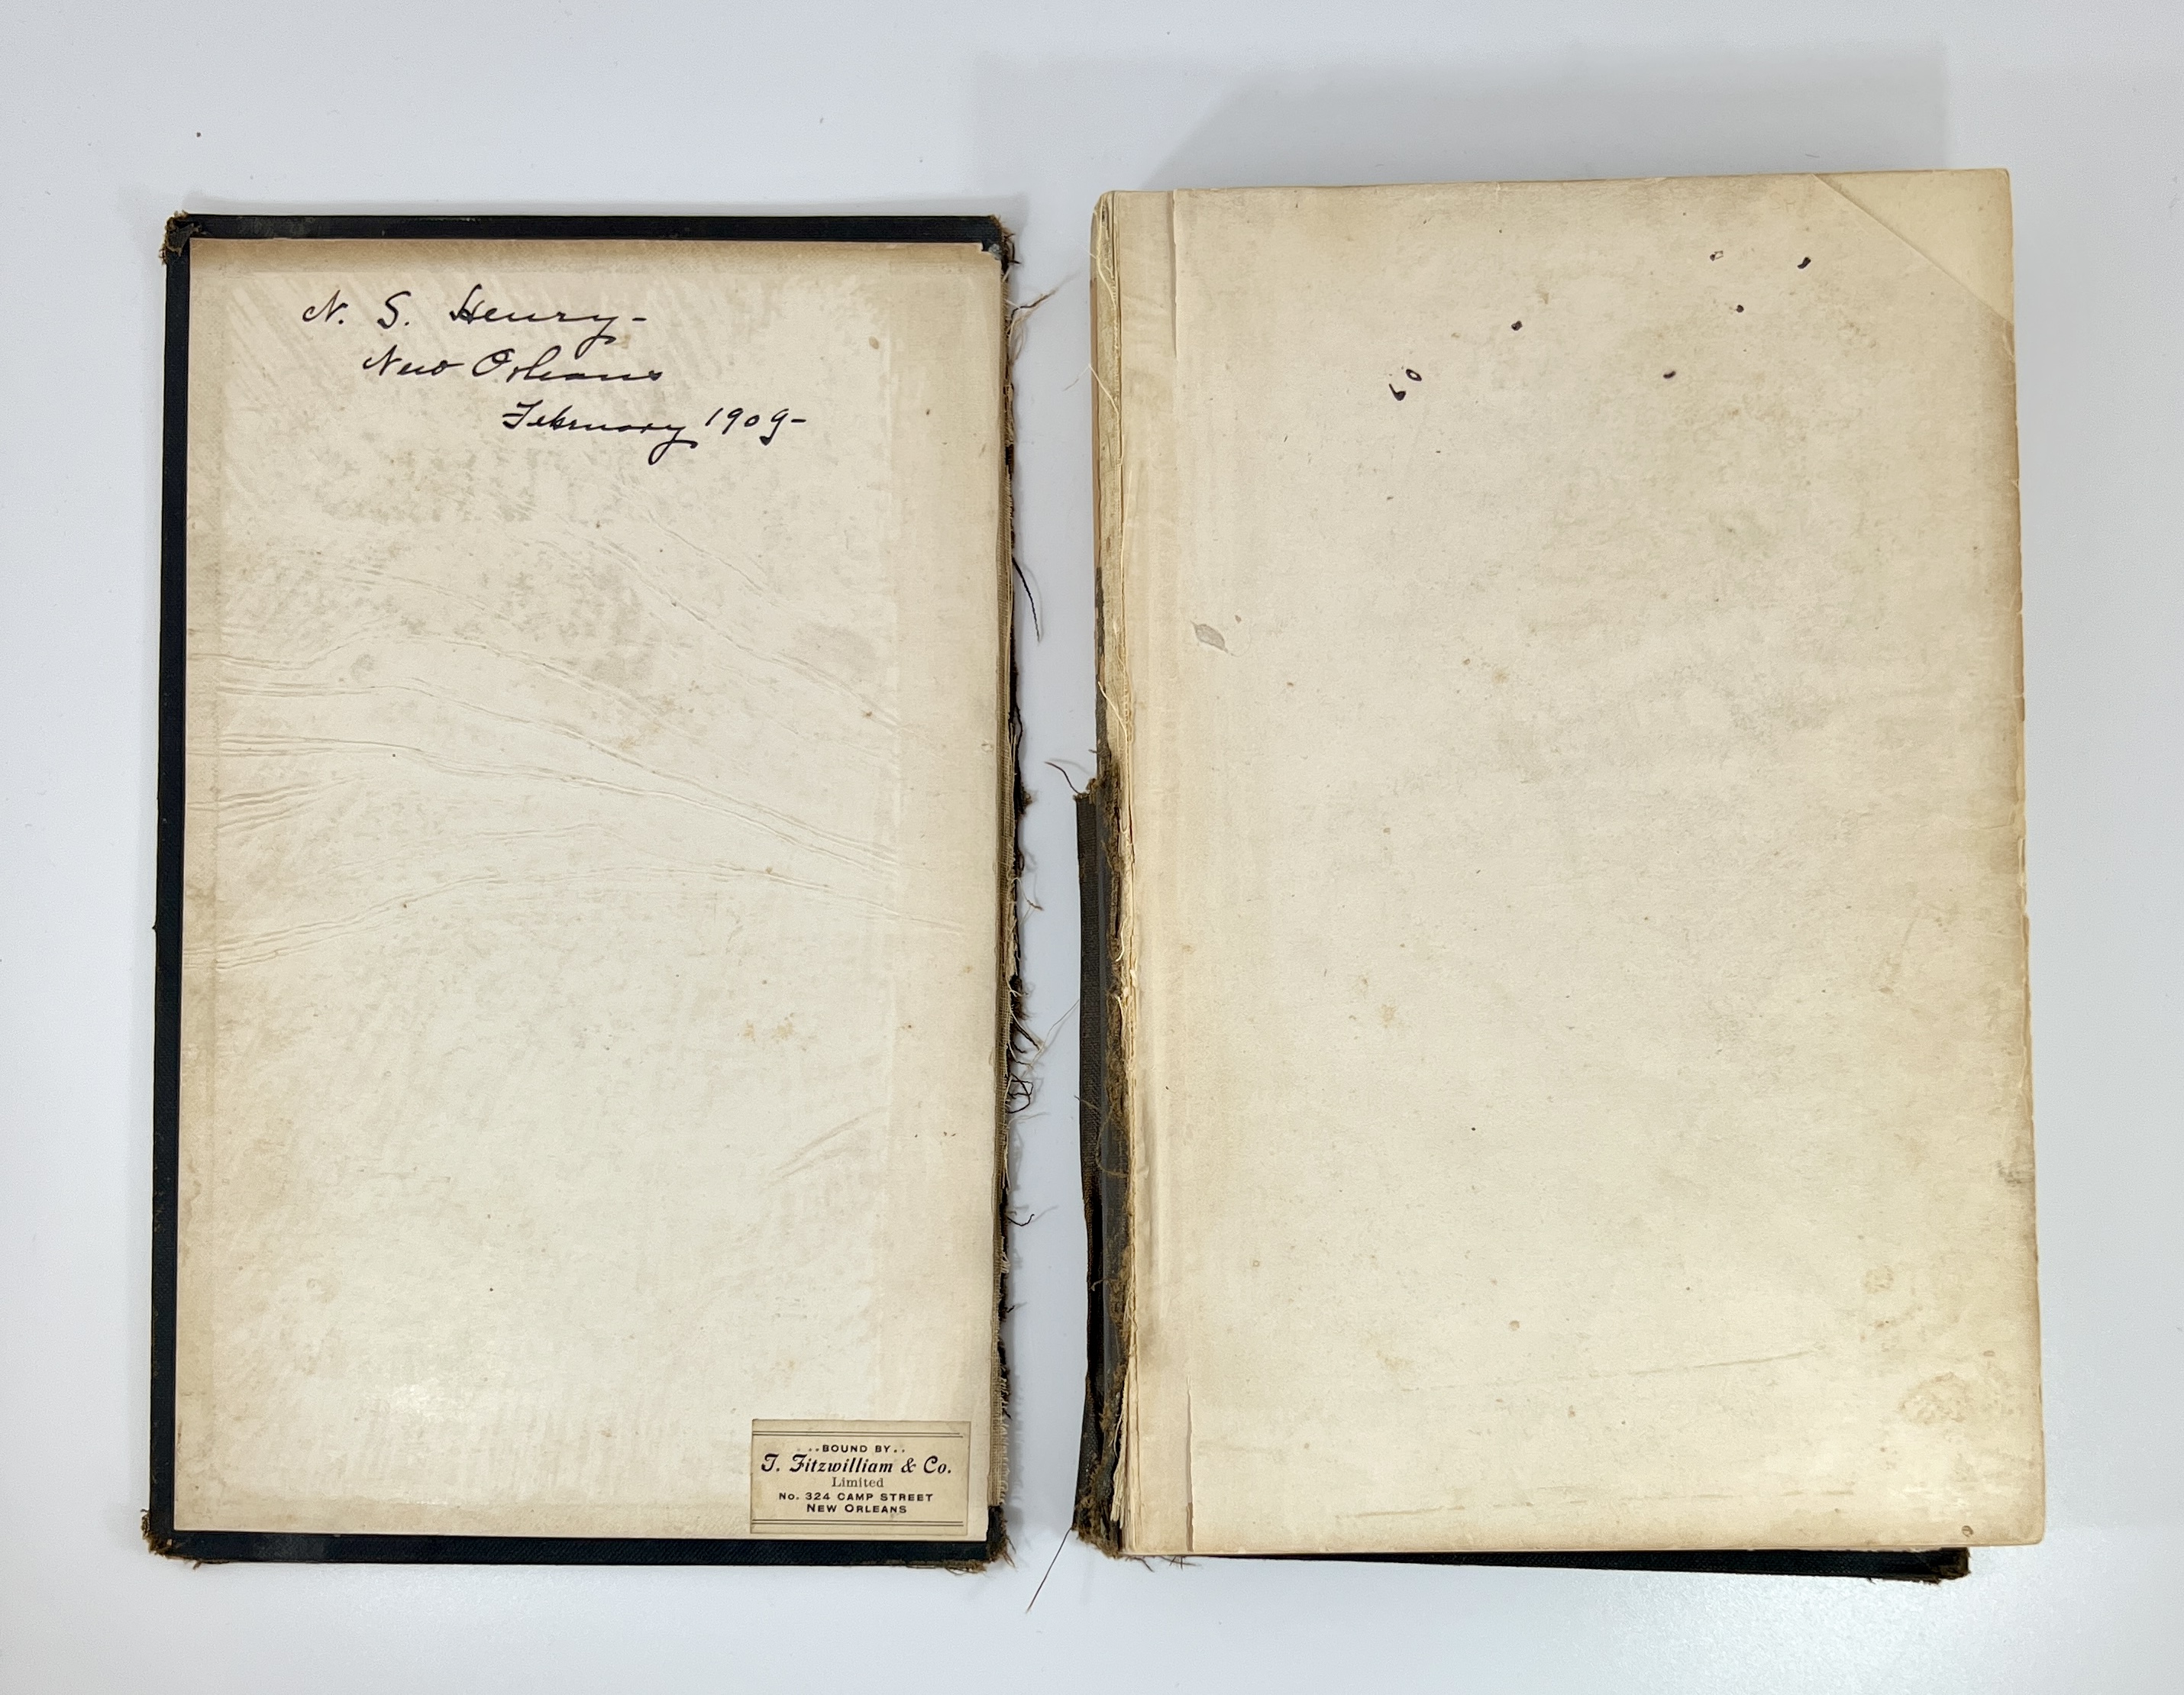 N. S. Henry-
New Orleans
February 1909-
..BOUND BY..
T. Fitzwilliam & Co.
Limited
No. 324 CAMP STREET
NEW ORLEANS